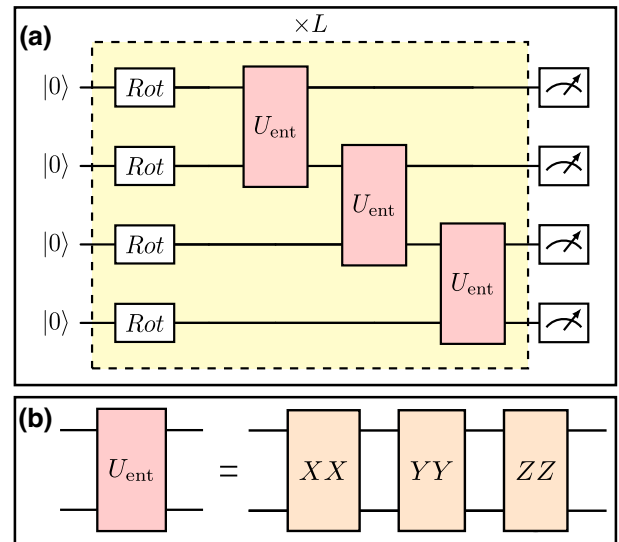 (a)
×L
|0⟩ Rot
U_ent
|0⟩ Rot
U_ent
|0⟩ Rot
U_ent
|0⟩ Rot
(b)
U_ent = XX YY ZZ